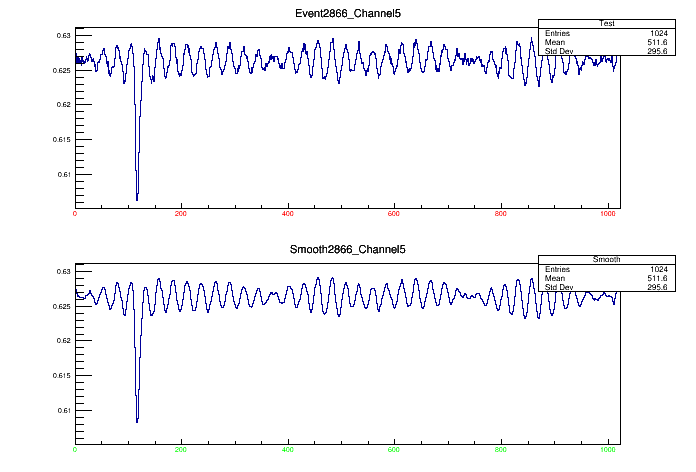 Event2866_Channel5
Test
Entries 1024
Mean 511.6
Std Dev 295.6
0.63
0.625
0.62
0.615
0.61
0 200 400 600 800 1000
Smooth2866_Channel5
Smooth
Entries 1024
Mean 511.6
Std Dev 295.6
0.63
0.625
0.62
0.615
0.61
0 200 400 600 800 1000